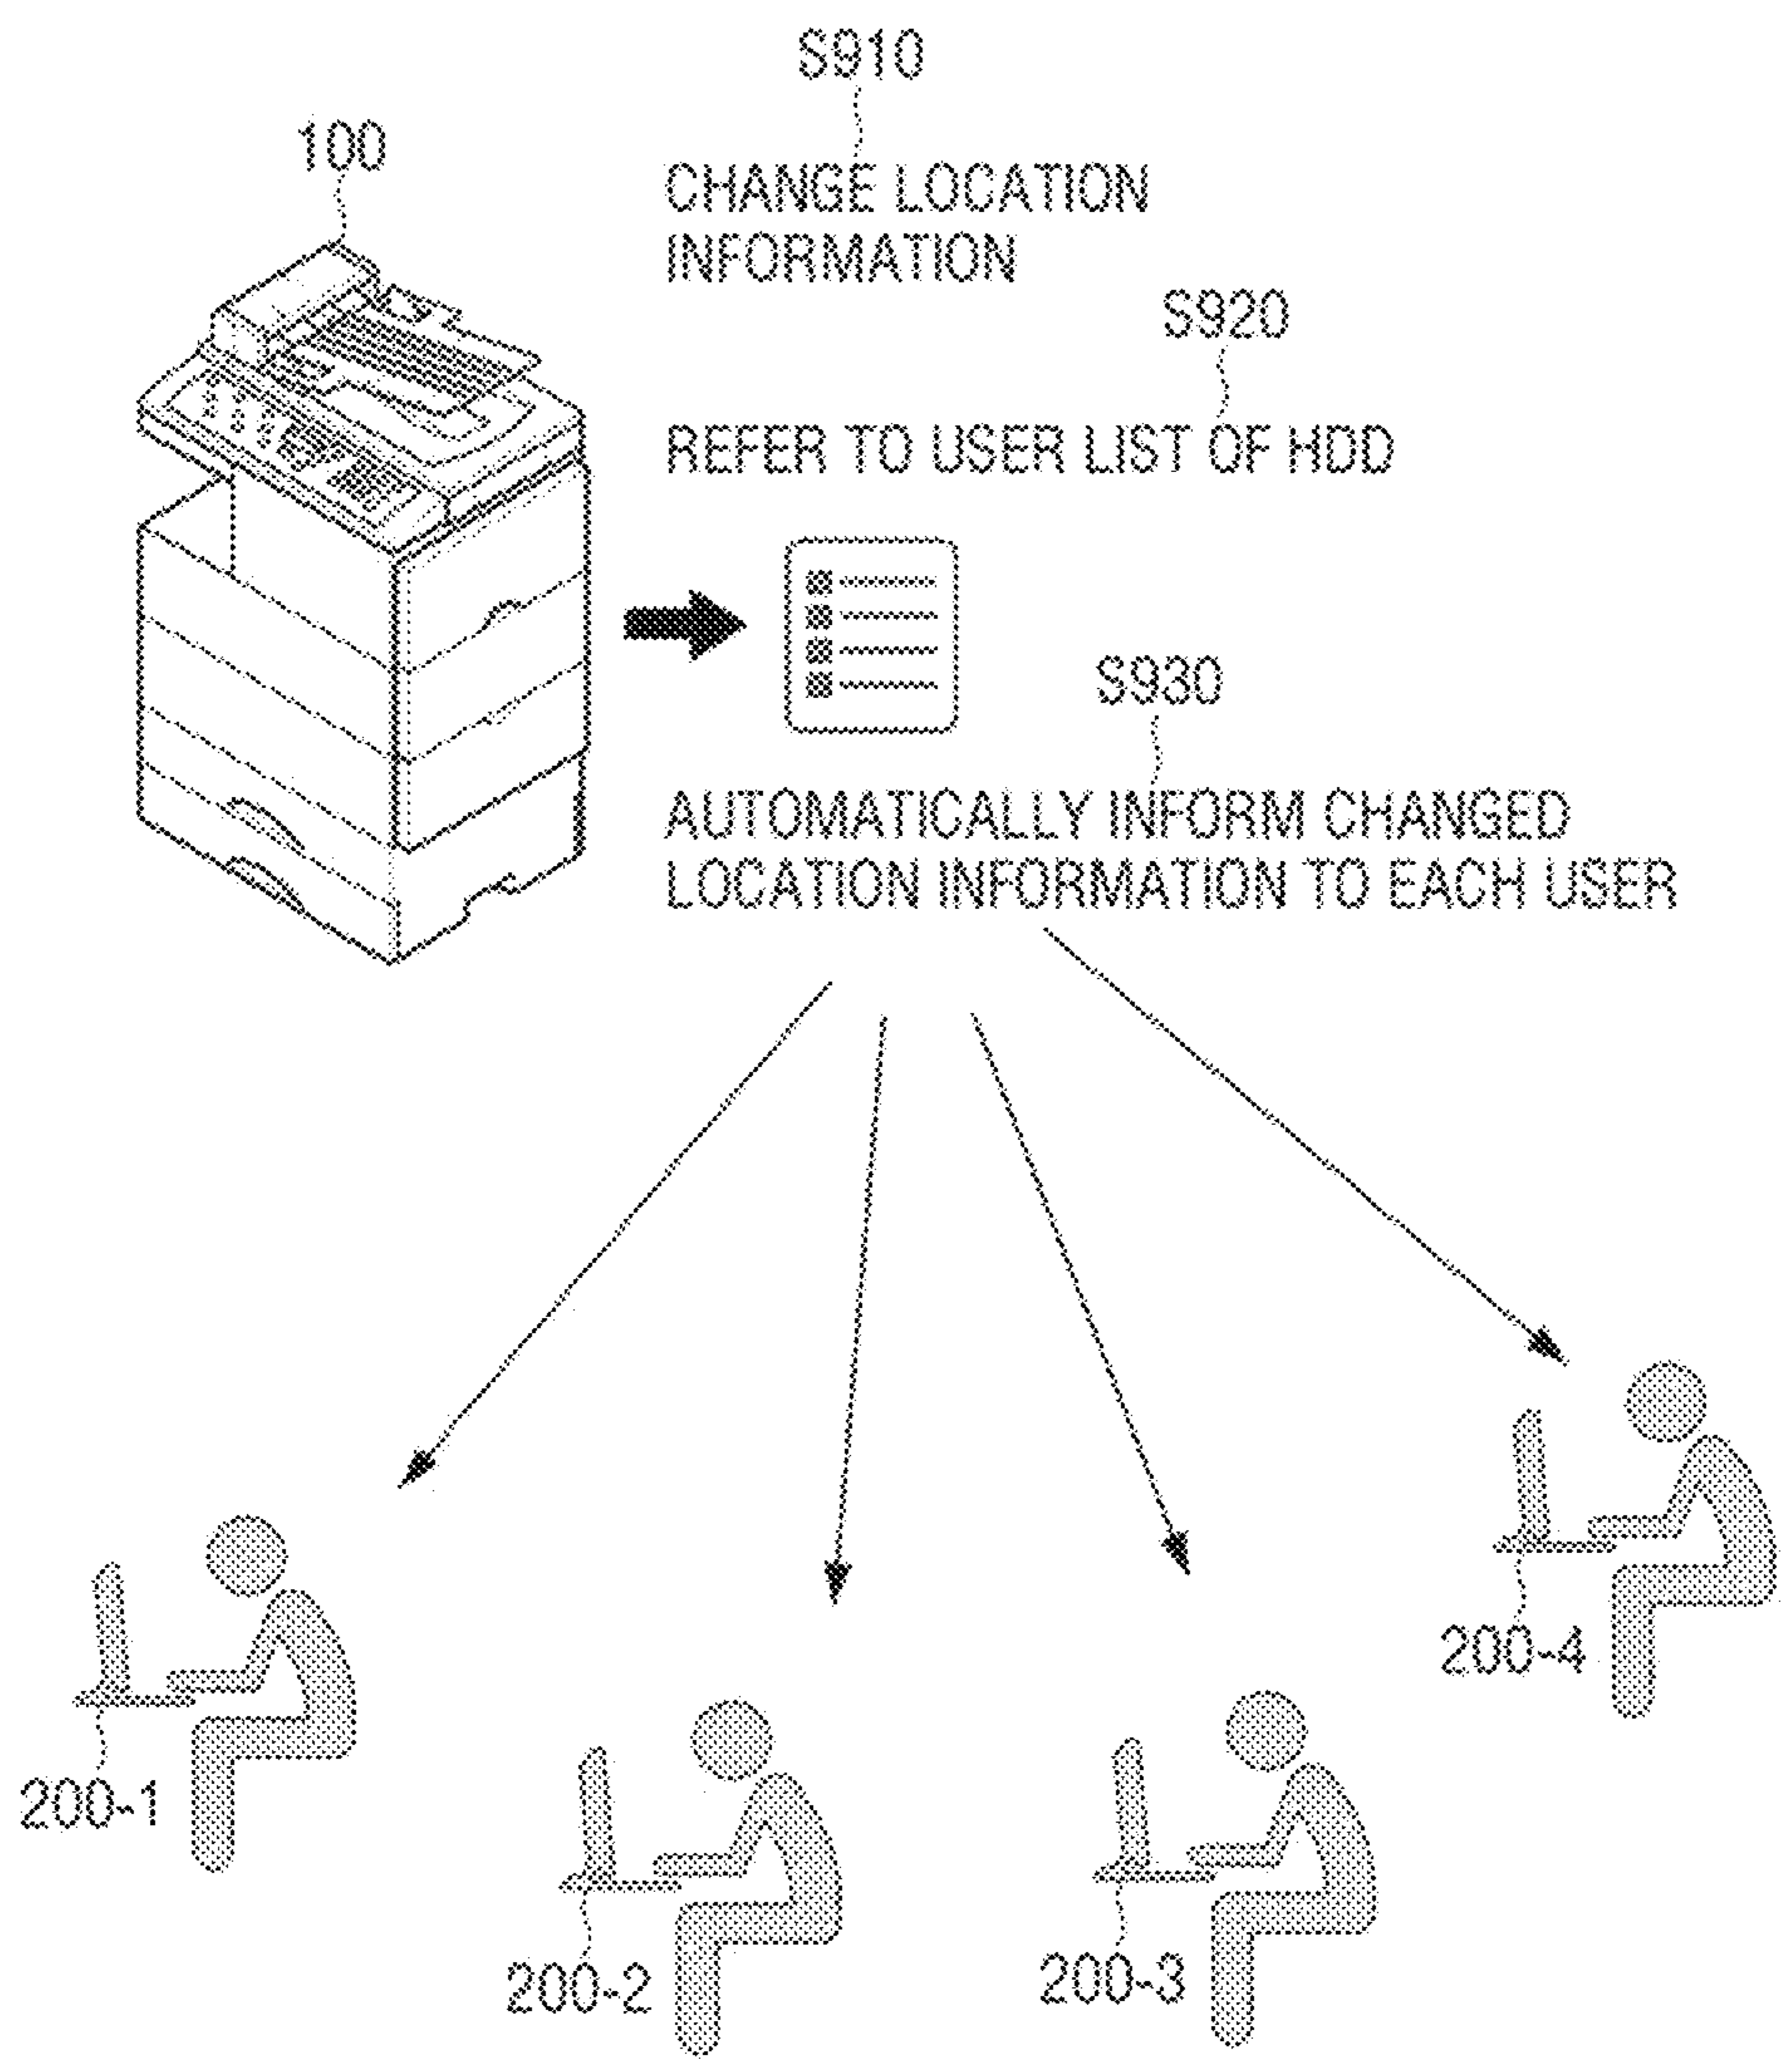 S910
100
CHANGE LOCATION
INFORMATION
S920
REFER TO USER LIST OF HDD
S930
AUTOMATICALLY INFORM CHANGED
LOCATION INFORMATION TO EACH USER
200-4
200-1
200-2
200-3